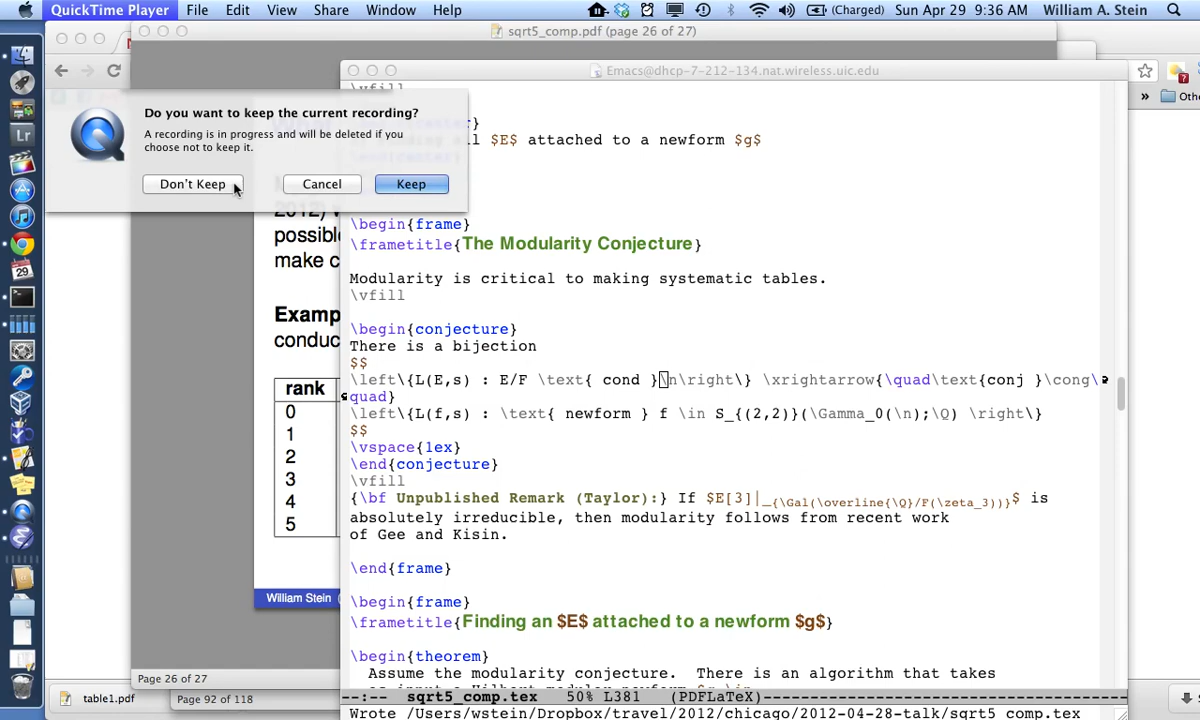 QuickTime Player File Edit View Share Window Help (Charged) Sun Apr 29 9:36 AM William A. Stein
sqrt5_comp.pdf (page 26 of 27)
Emacs@dhcp-7-212-134.nat.wireless.uic.edu
\vfill
» Othe
Do you want to keep the current recording?
A recording is in progress and will be deleted if you
choose not to keep it.
Don't Keep Cancel Keep
$E$ attached to a newform $g$
2012)
possible
make c
Examp
conduc
rank
0
1
2
3
4
5
William Stein
\begin{frame}
\frametitle{The Modularity Conjecture}
Modularity is critical to making systematic tables.
\vfill
\begin{conjecture}
There is a bijection
$$
\left\{L(E,s) : E/F \text{ cond }\n\right\} \xrightarrow{\quad\text{conj }\cong\
quad}
\left\{L(f,s) : \text{ newform } f \in S_{(2,2)}(\Gamma_0(\n);\Q) \right\}
$$
\vspace{1ex}
\end{conjecture}
\vfill
{\bf Unpublished Remark (Taylor):} If $E[3]|_{\Gal(\overline{\Q}/F(\zeta_3))}$ is
absolutely irreducible, then modularity follows from recent work
of Gee and Kisin.
\end{frame}
\begin{frame}
\frametitle{Finding an $E$ attached to a newform $g$}
\begin{theorem}
Assume the modularity conjecture. There is an algorithm that takes
-:-- sqrt5_comp.tex 50% L381 (PDFLaTeX)
Wrote /Users/wstein/Dropbox/travel/2012/chicago/2012-04-28-talk/sqrt5_comp.tex
Page 26 of 27
table1.pdf
Page 92 of 118
Lr
29